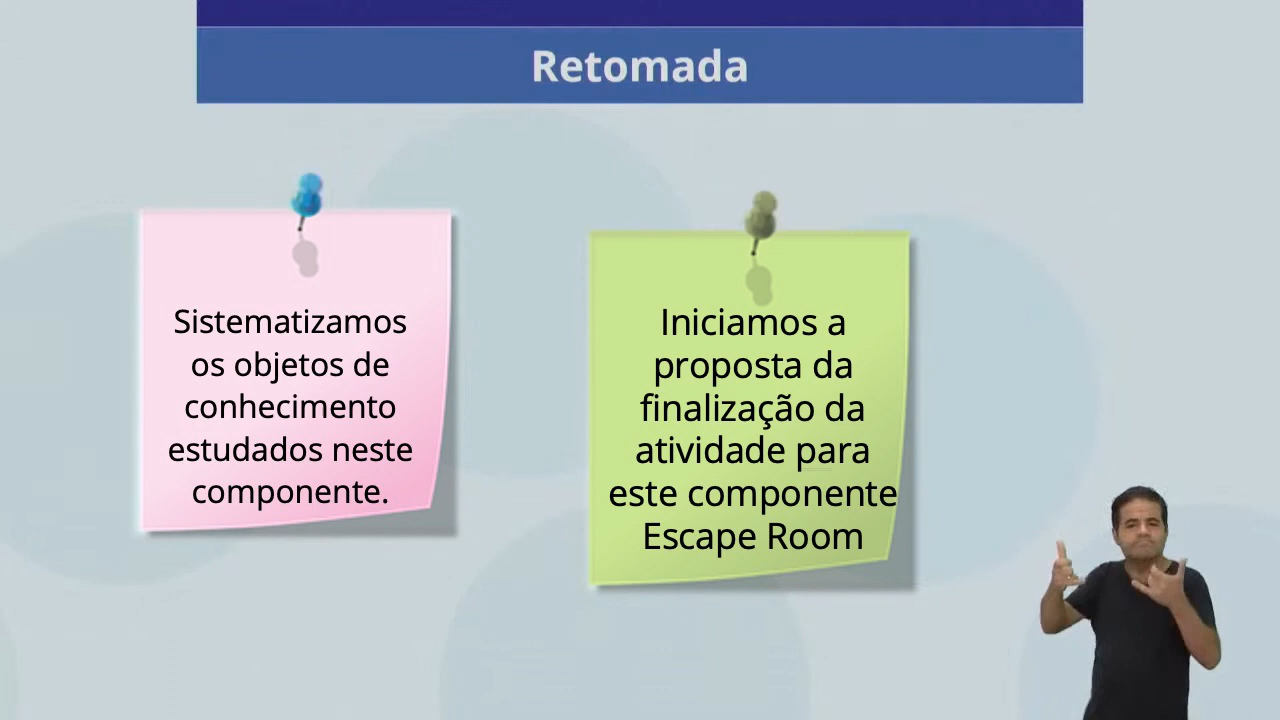 Retomada
Sistematizamos
os objetos de
conhecimento
estudados neste
componente.
Iniciamos a
proposta da
finalização da
atividade para
este componente
Escape Room